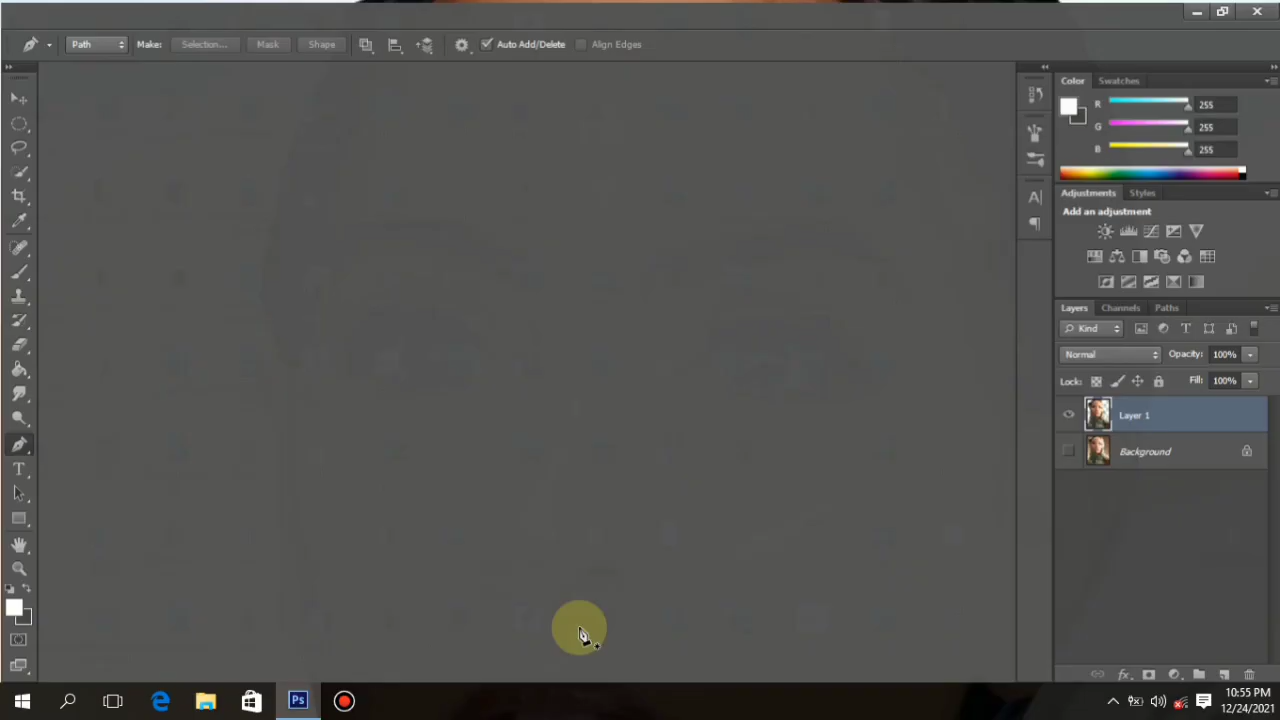 Path
Make:
Selection...
Mask
Shape
Auto Add/Delete
Align Edges
Color
Swatches
R
255
G
255
B
255
Adjustments
Styles
Add an adjustment
Layers
Channels
Paths
Kind
Normal
Opacity:
100%
Lock:
Fill:
100%
Layer 1
Background
fx
Ps
10:55 PM
12/24/2021